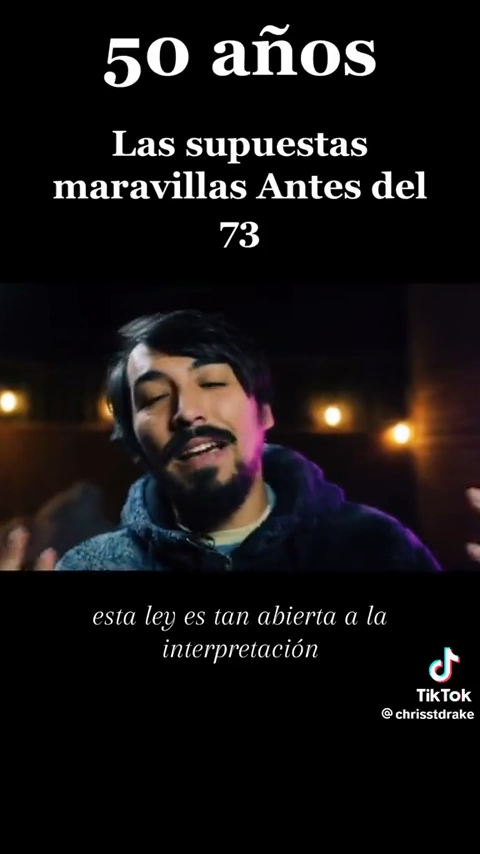 50 años
Las supuestas
maravillas Antes del
73
esta ley es tan abierta a la
interpretación
TikTok
@chrisstdrake